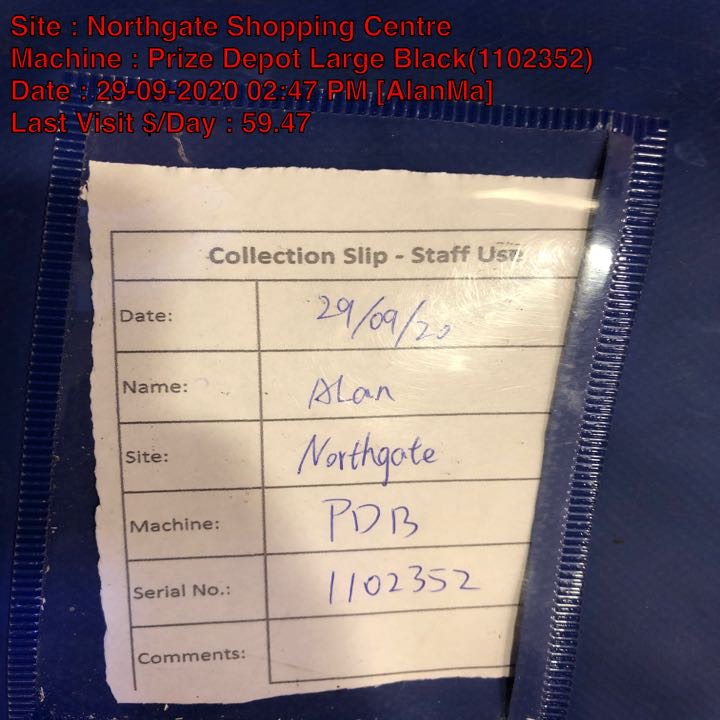 Site : Northgate Shopping Centre
Machine : Prize Depot Large Black(1102352)
Date : 29-09-2020 02:47 PM [AlanMa]
Last Visit $/Day : 59.47
Collection Slip - Staff Use
Date: 29/09/20
Name: Alan
Site: Northgate
Machine: PDB
Serial No.: 1102352
Comments: